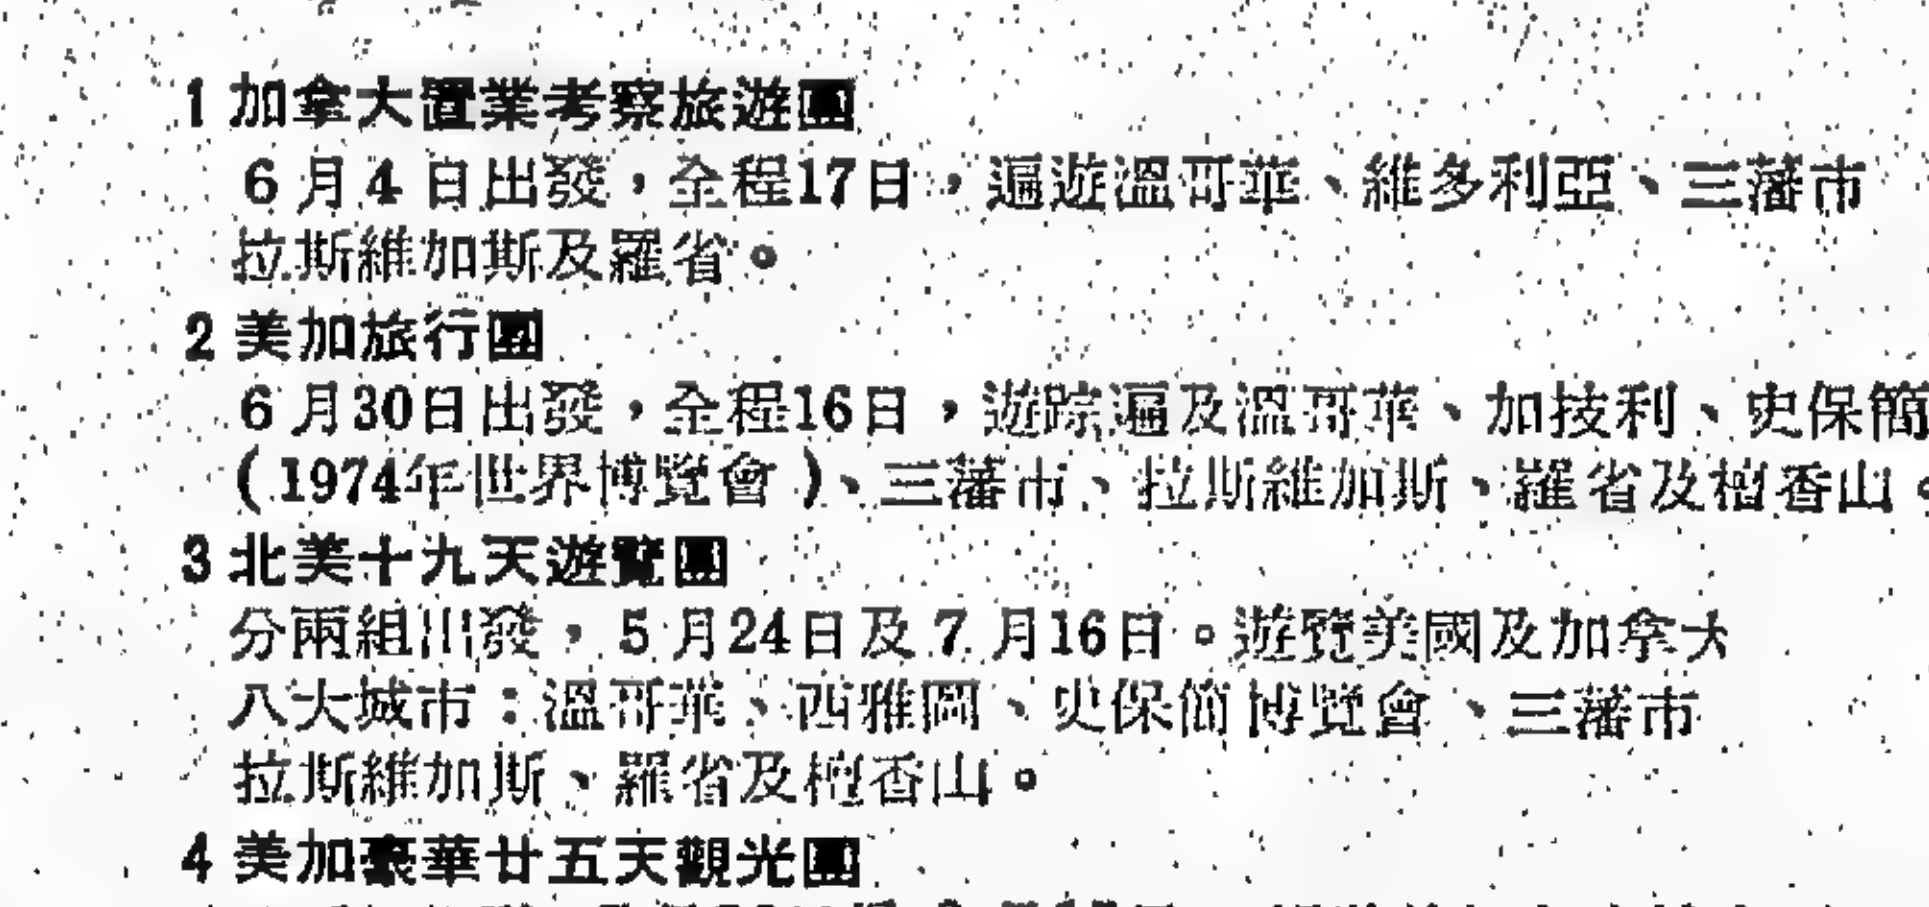 1 加拿大置業考察旅遊團
6月4日出發，全程17日，遍遊溫哥華、維多利亞、三藩市
拉斯維加斯及羅省。
2 美加旅行團
6月30日出發，全程16日，遊踪遍及溫哥華、加技利、史保簡
(1974年世界博覽會)、三藩市、拉斯維加斯、羅省及檀香山。
3 北美十九天遊覽團
分兩組出發，5月24日及7月16日。遊覽美國及加拿大
八大城市：溫哥華、西雅圖、史保簡博覽會、三藩市
拉斯維加斯、羅省及檀香山。
4 美加豪華廿五天觀光團